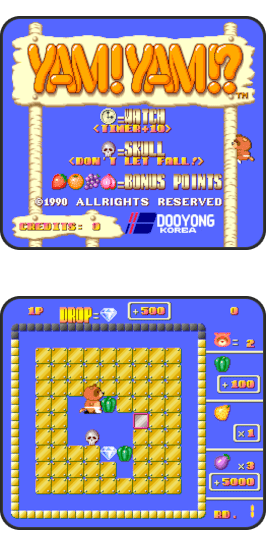 YAM! YAM!?
TM
=WATCH
<TIMER+10>
=SKULL
<DON'T LET FALL!>
=BONUS POINTS
©1990 ALLRIGHTS RESERVED
CREDITS: 0
DOOYONG
KOREA
1P DROP= +500 0
= 2
+100
×1
×3
+5000
RD. 1